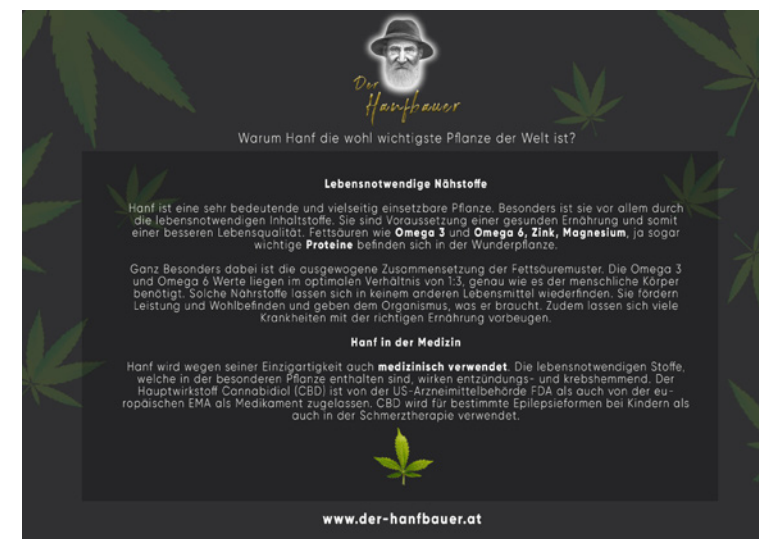 Der
Hanfbauer
Warum Hanf die wohl wichtigste Pflanze der Welt ist?
Lebensnotwendige Nähstoffe
Hanf ist eine sehr bedeutende und vielseitig einsetzbare Pflanze. Besonders ist sie vor allem durch
die lebensnotwendigen Inhaltstoffe. Sie sind Voraussetzung einer gesunden Ernährung und somit
einer besseren Lebensqualität. Fettsäuren wie Omega 3 und Omega 6, Zink, Magnesium, ja sogar
wichtige Proteine befinden sich in der Wunderpflanze.
Ganz Besonders dabei ist die ausgewogene Zusammensetzung der Fettsäuremuster. Die Omega 3
und Omega 6 Werte liegen im optimalen Verhältnis von 1:3, genau wie es der menschliche Körper
benötigt. Solche Nährstoffe lassen sich in keinem anderen Lebensmittel wiederfinden. Sie fördern
Leistung und Wohlbefinden und geben dem Organismus, was er braucht. Zudem lassen sich viele
Krankheiten mit der richtigen Ernährung vorbeugen.
Hanf in der Medizin
Hanf wird wegen seiner Einzigartigkeit auch medizinisch verwendet. Die lebensnotwendigen Stoffe,
welche in der besonderen Pflanze enthalten sind, wirken entzündungs- und krebshemmend. Der
Hauptwirkstoff Cannabidiol (CBD) ist von der US-Arzneimittelbehörde FDA als auch von der eu-
ropäischen EMA als Medikament zugelassen. CBD wird für bestimmte Epilepsieformen bei Kindern als
auch in der Schmerztherapie verwendet.
www.der-hanfbauer.at